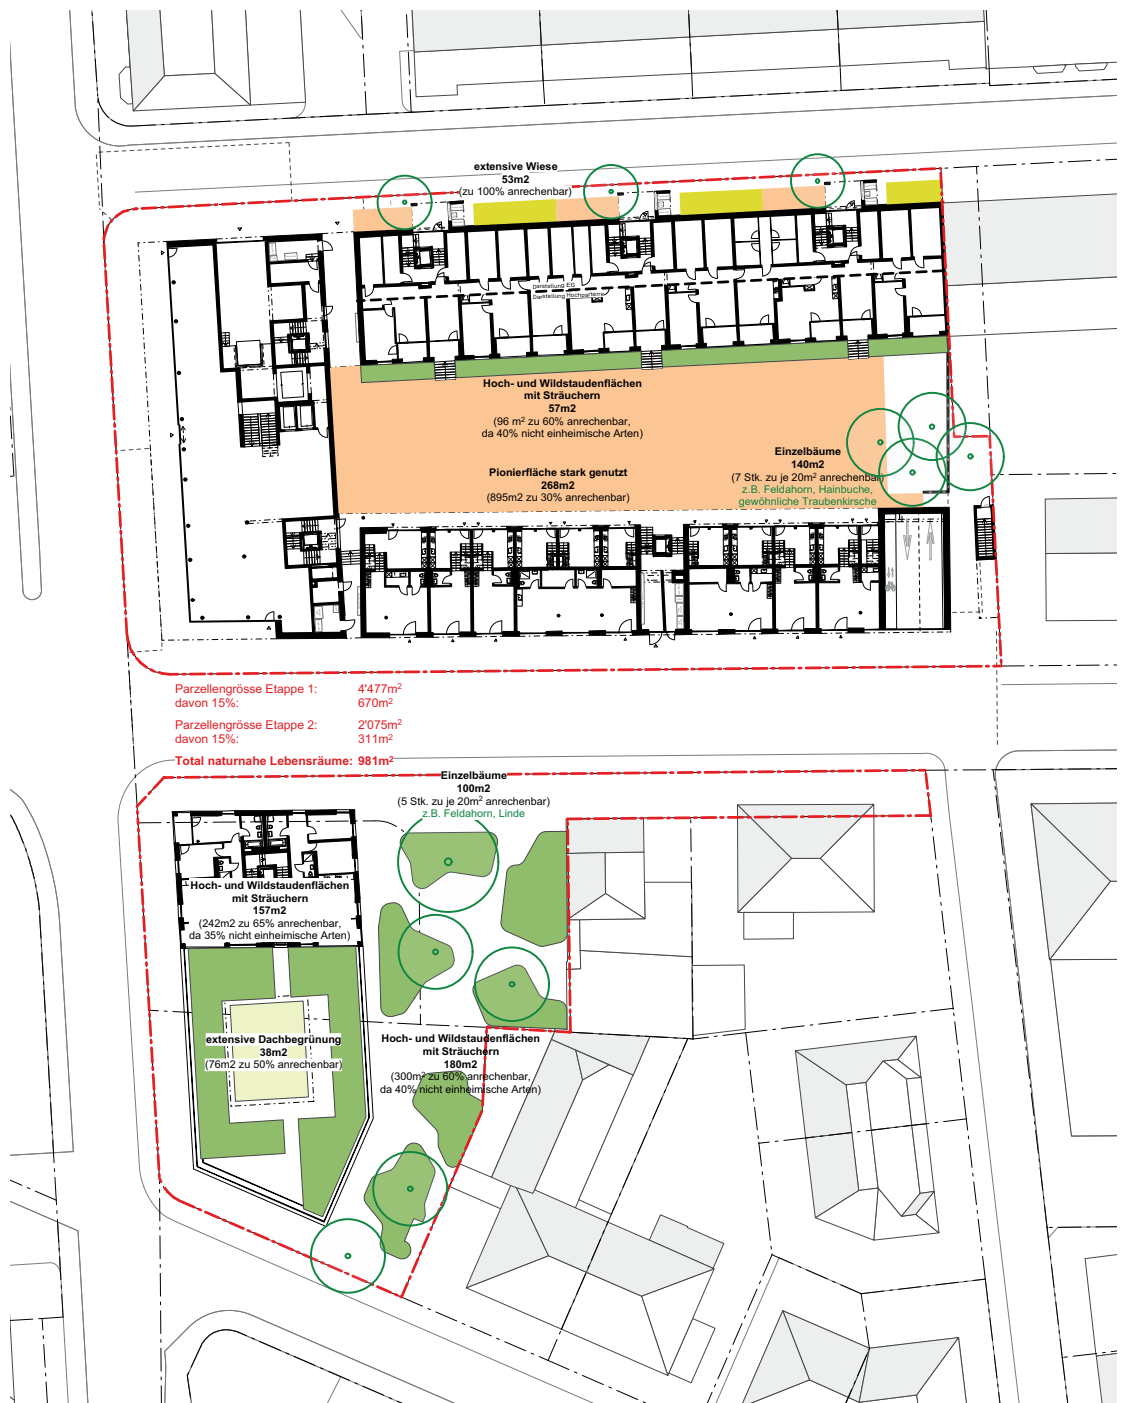 extensive Wiese
53m2
(zu 100% anrechenbar)
Darstellung EG
Darstellung Hochparterre
Hoch- und Wildstaudenflächen
mit Sträuchern
57m2
(96 m² zu 60% anrechenbar,
da 40% nicht einheimische Arten)
Pionierfläche stark genutzt
268m2
(895m2 zu 30% anrechenbar)
Einzelbäume
140m2
(7 Stk. zu je 20m² anrechenbar)
z.B. Feldahorn, Hainbuche,
gewöhnliche Traubenkirsche
Parzellengrösse Etappe 1: 4'477m²
davon 15%: 670m²
Parzellengrösse Etappe 2: 2'075m²
davon 15%: 311m²
Total naturnahe Lebensräume: 981m²
Einzelbäume
100m2
(5 Stk. zu je 20m² anrechenbar)
z.B. Feldahorn, Linde
Hoch- und Wildstaudenflächen
mit Sträuchern
157m2
(242m2 zu 65% anrechenbar,
da 35% nicht einheimische Arten)
extensive Dachbegrünung
38m2
(76m2 zu 50% anrechenbar)
Hoch- und Wildstaudenflächen
mit Sträuchern
180m2
(300m² zu 60% anrechenbar,
da 40% nicht einheimische Arten)